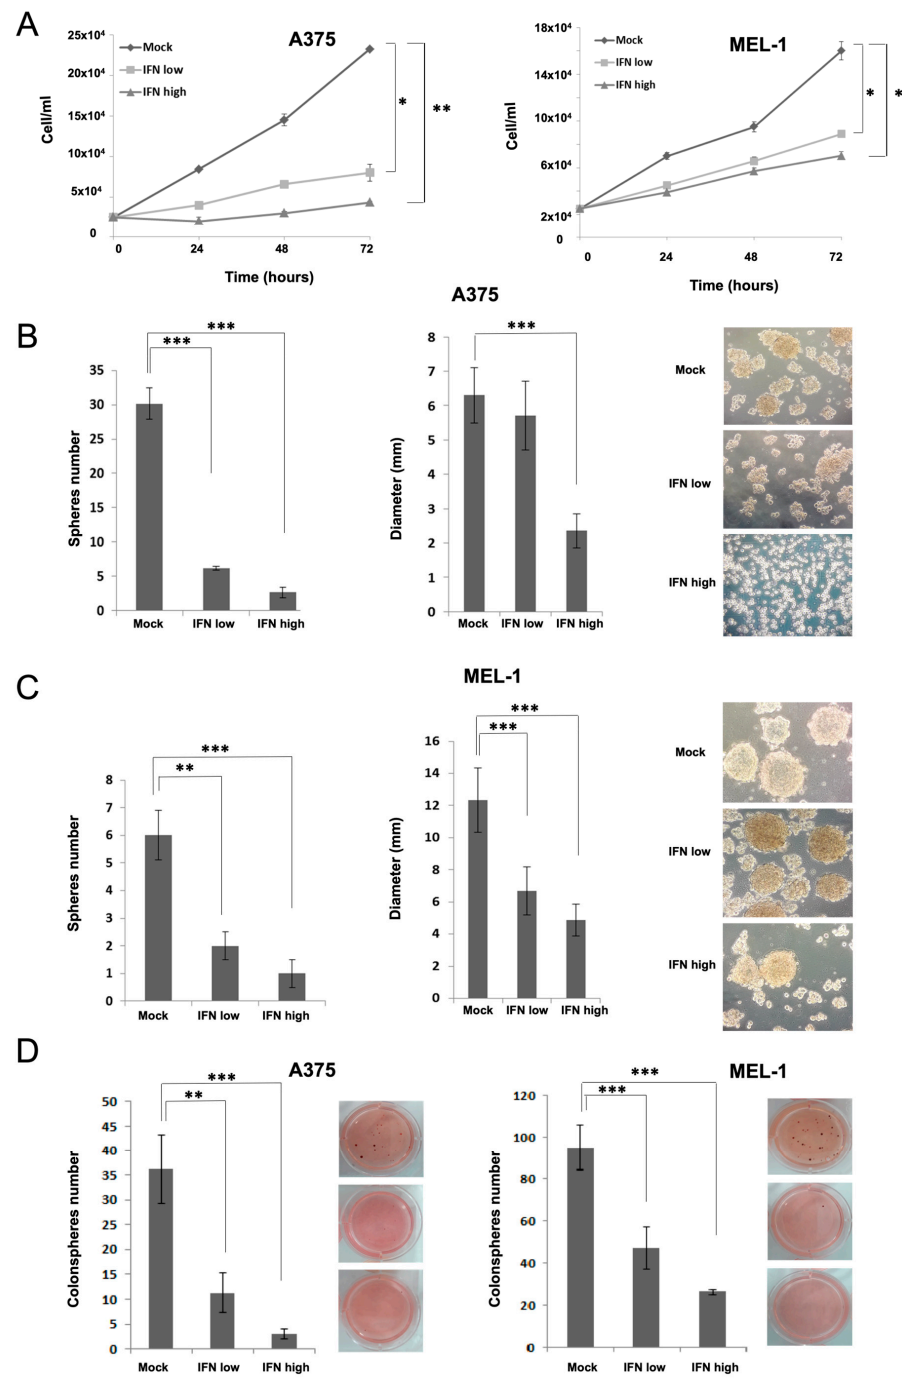 A
A375
25x10⁴
20x10⁴
15x10⁴
10x10⁴
5x10⁴
0
Cell/ml
Mock
IFN low
IFN high
*
**
0
24
48
72
Time (hours)
MEL-1
18x10⁴
14x10⁴
10x10⁴
6x10⁴
2x10⁴
0
Cell/ml
Mock
IFN low
IFN high
*
*
0
24
48
72
Time (hours)
A375
B
***
***
35
30
25
20
15
10
5
0
Spheres number
Mock
IFN low
IFN high
***
8
7
6
5
4
3
2
1
0
Diameter (mm)
Mock
IFN low
IFN high
Mock
IFN low
IFN high
MEL-1
C
***
**
8
7
6
5
4
3
2
1
0
Spheres number
Mock
IFN low
IFN high
***
***
16
14
12
10
8
6
4
2
0
Diameter (mm)
Mock
IFN low
IFN high
Mock
IFN low
IFN high
D
A375
***
**
50
45
40
35
30
25
20
15
10
5
0
Colonspheres number
Mock
IFN low
IFN high
MEL-1
***
***
120
100
80
60
40
20
0
Colonspheres number
Mock
IFN low
IFN high